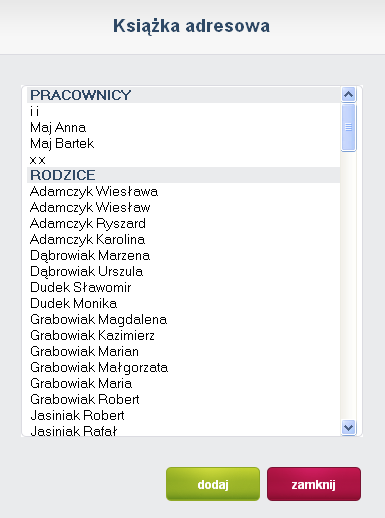 Książka adresowa
PRACOWNICY
i i
Maj Anna
Maj Bartek
x x
RODZICE
Adamczyk Wiesława
Adamczyk Wiesław
Adamczyk Ryszard
Adamczyk Karolina
Dąbrowiak Marzena
Dąbrowiak Urszula
Dudek Sławomir
Dudek Monika
Grabowiak Magdalena
Grabowiak Kazimierz
Grabowiak Marian
Grabowiak Małgorzata
Grabowiak Maria
Grabowiak Robert
Jasiniak Robert
Jasiniak Rafał
dodaj
zamknij